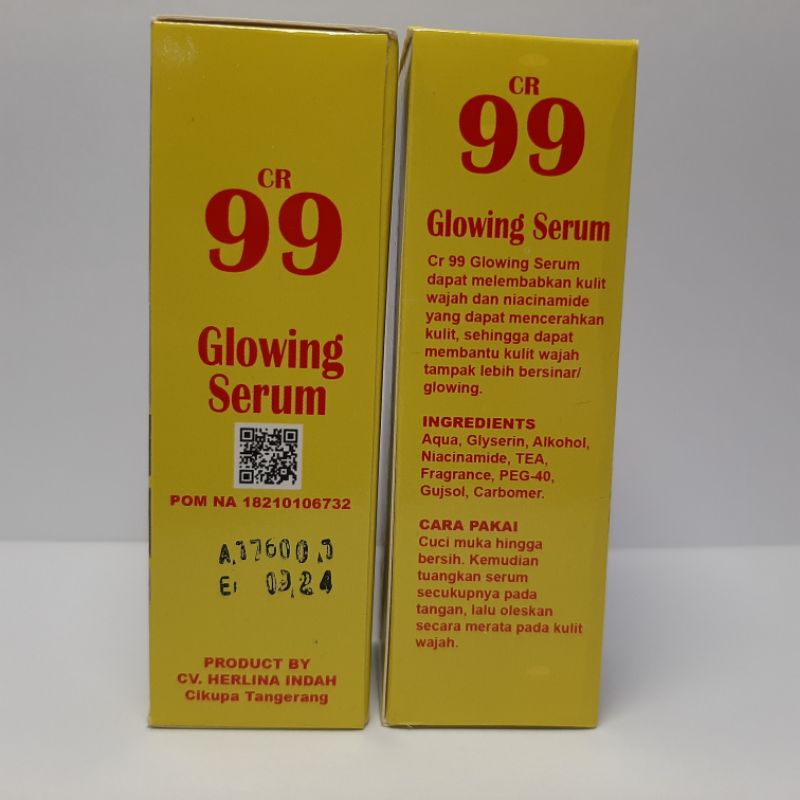 CR
99
Glowing
Serum
POM NA 18210106732
E: 09,24
PRODUCT BY
CV. HERLINA INDAH
Cikupa Tangerang
CR
99
Glowing Serum
Cr 99 Glowing Serum
dapat melembabkan kulit
wajah dan niacinamide
yang dapat mencerahkan
kulit, sehingga dapat
membantu kulit wajah
tampak lebih bersinar/
glowing.
INGREDIENTS
Aqua, Glyserin, Alkohol,
Niacinamide, TEA,
Fragrance, PEG-40,
Gujsol, Carbomer.
CARA PAKAI
Cuci muka hingga
bersih. Kemudian
tuangkan serum
secukupnya pada
tangan, lalu oleskan
secara merata pada kulit
wajah.